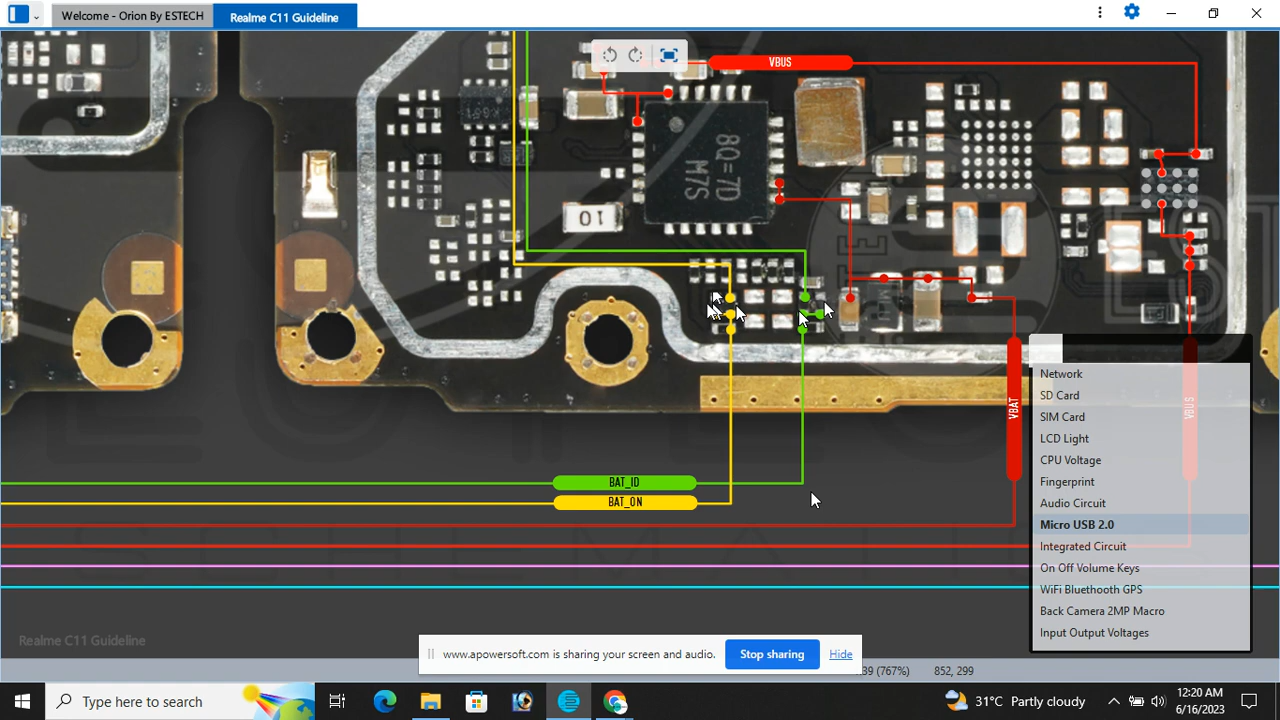 Welcome - Orion By ESTECH
Realme C11 Guideline
VBUS
8Q=7D
M7S
10
VBAT
VBUS
BAT_ID
BAT_ON
Network
SD Card
SIM Card
LCD Light
CPU Voltage
Fingerprint
Audio Circuit
Micro USB 2.0
Integrated Circuit
On Off Volume Keys
WiFi Bluethooth GPS
Back Camera 2MP Macro
Input Output Voltages
Realme C11 Guideline
www.apowersoft.com is sharing your screen and audio.
Stop sharing
Hide
39 (767%)
852, 299
Type here to search
31°C Partly cloudy
12:20 AM
6/16/2023